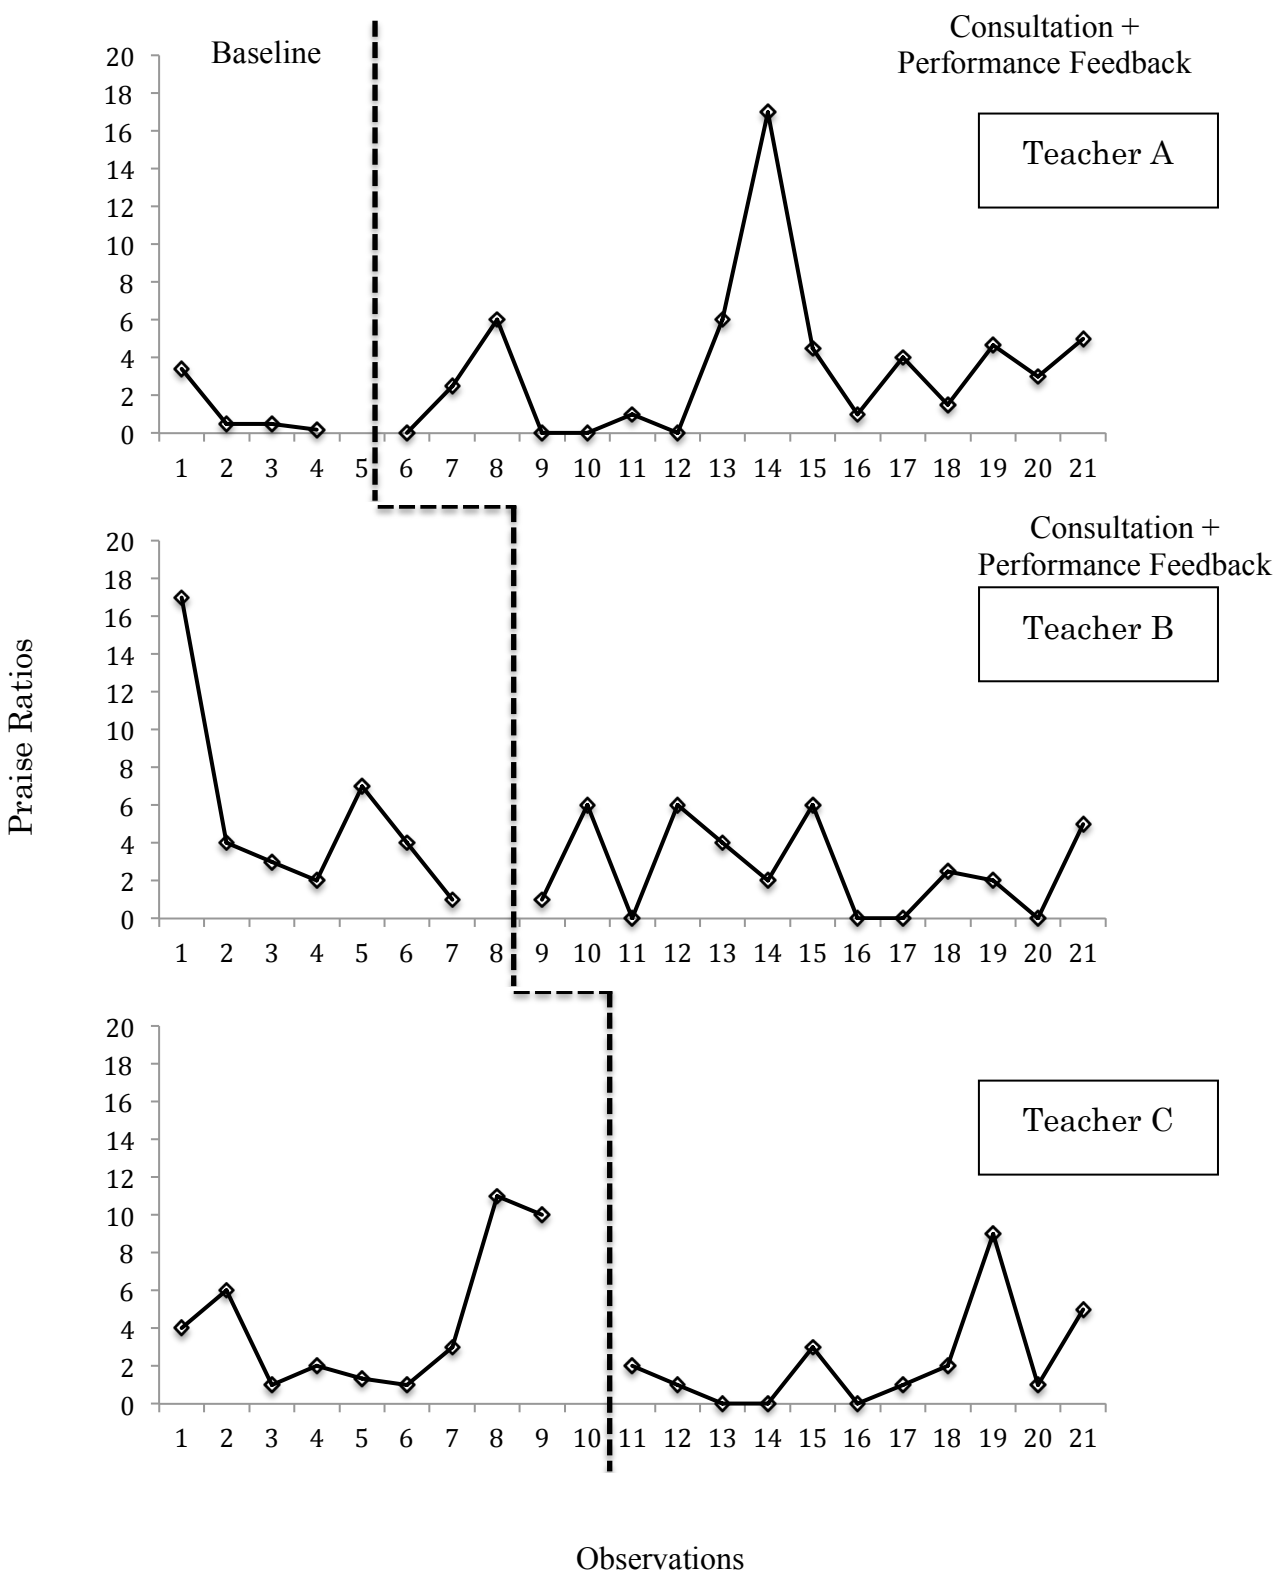 Consultation +
Baseline
Performance Feedback
20
18
16
14
12
10
8
6
4
2
0
Teacher A
1 2 3 4 5 6 7 8 9 10 11 12 13 14 15 16 17 18 19 20 21
Consultation +
Performance Feedback
20
18
16
14
12
10
8
6
4
2
0
Teacher B
1 2 3 4 5 6 7 8 9 10 11 12 13 14 15 16 17 18 19 20 21
Praise Ratios
20
18
16
14
12
10
8
6
4
2
0
Teacher C
1 2 3 4 5 6 7 8 9 10 11 12 13 14 15 16 17 18 19 20 21
Observations